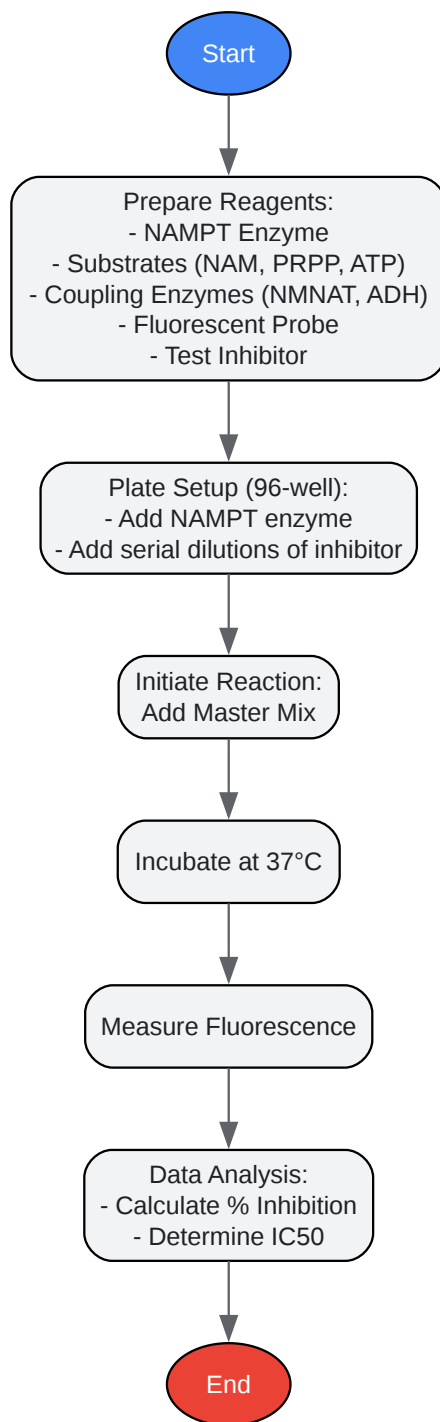 Start
Prepare Reagents:
- NAMPT Enzyme
- Substrates (NAM, PRPP, ATP)
- Coupling Enzymes (NMNAT, ADH)
- Fluorescent Probe
- Test Inhibitor
Plate Setup (96-well):
- Add NAMPT enzyme
- Add serial dilutions of inhibitor
Initiate Reaction:
Add Master Mix
Incubate at 37°C
Measure Fluorescence
Data Analysis:
- Calculate % Inhibition
- Determine IC50
End